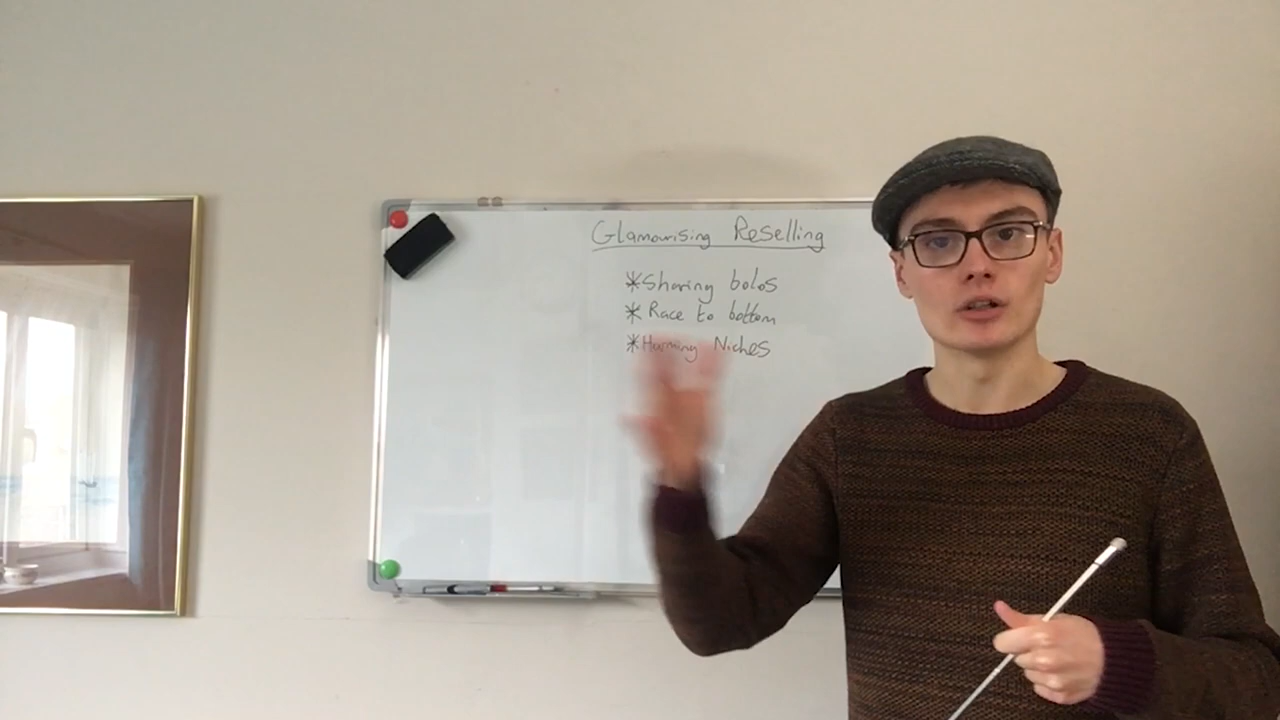 Glamourising Reselling
*Sharing bolos
*Race to bottom
*Harming Niches